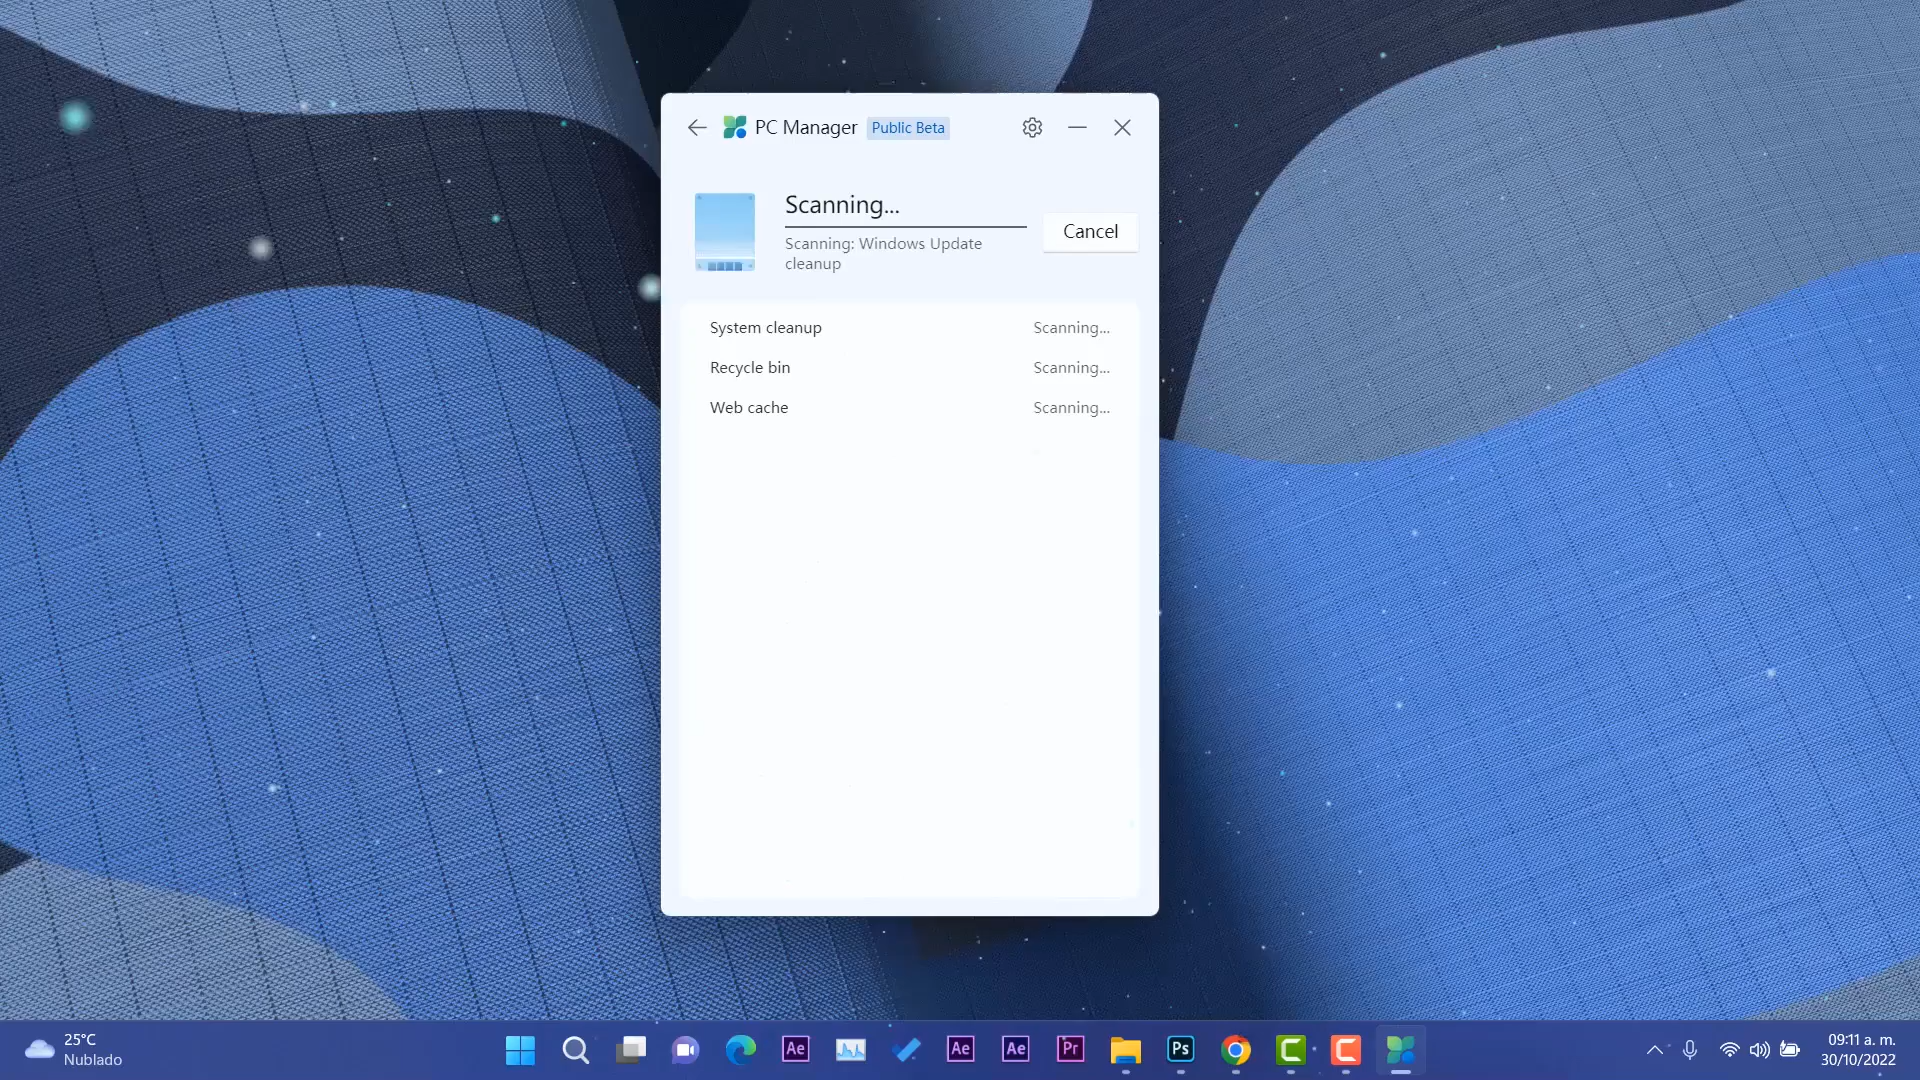 PC Manager Public Beta
Scanning...
Cancel
Scanning: Windows Update
cleanup
System cleanup Scanning...
Recycle bin Scanning...
Web cache Scanning...
25°C
Nublado
Ae
Ae
Ae
Pr
Ps
09:11 a. m.
30/10/2022